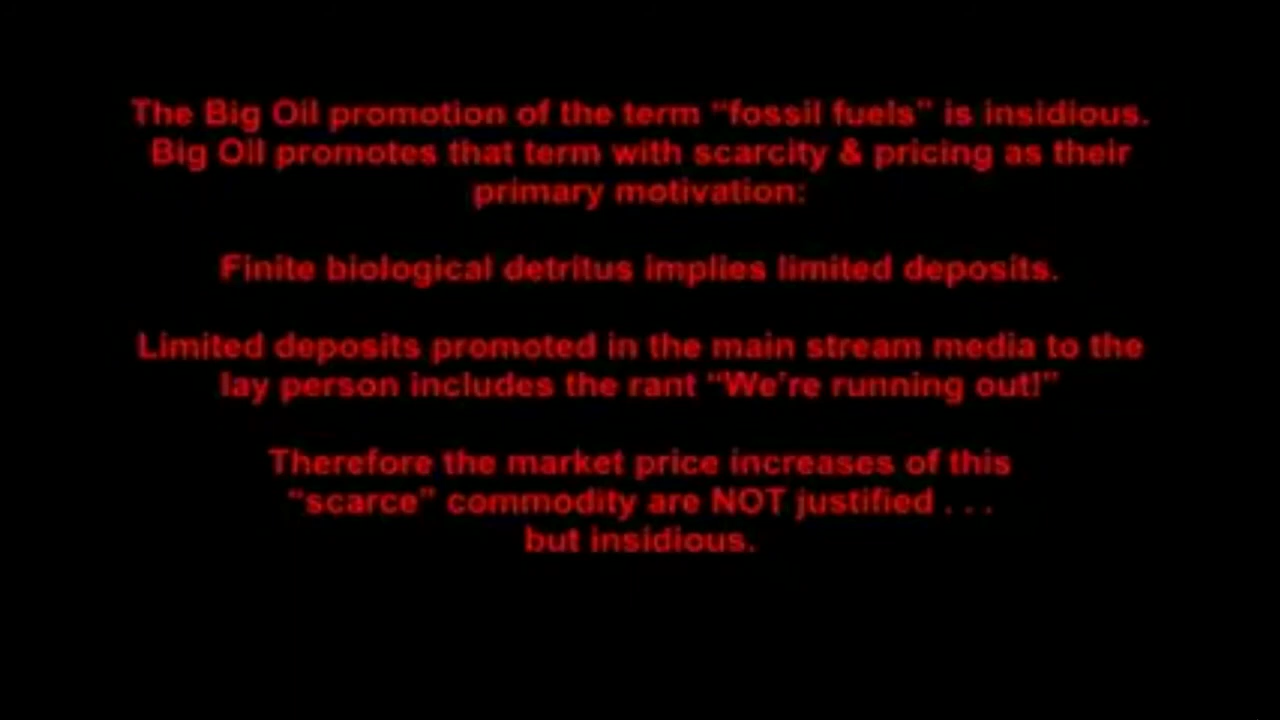 The Big Oil promotion of the term “fossil fuels” is insidious.
Big Oil promotes that term with scarcity & pricing as their
primary motivation:
Finite biological detritus implies limited deposits.
Limited deposits promoted in the main stream media to the
lay person includes the rant “We’re running out!”
Therefore the market price increases of this
“scarce” commodity are NOT justified . . .
but insidious.